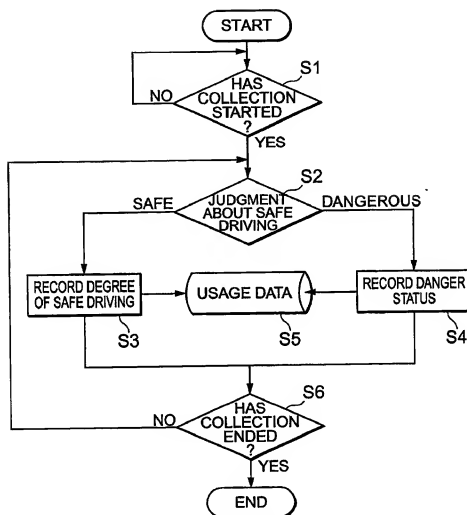 START
S1
HAS
COLLECTION
STARTED
?
NO
YES
S2
JUDGMENT
ABOUT SAFE
DRIVING
SAFE
DANGEROUS
RECORD DEGREE
OF SAFE DRIVING
S3
USAGE DATA
S5
RECORD DANGER
STATUS
S4
S6
HAS
COLLECTION
ENDED
?
NO
YES
END